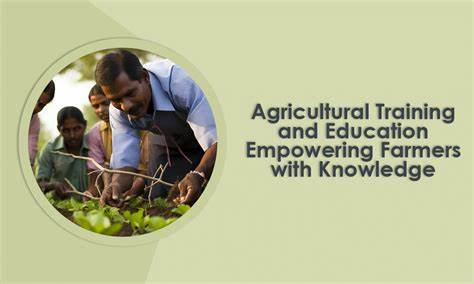 Agricultural Training
and Education
Empowering Farmers
with Knowledge